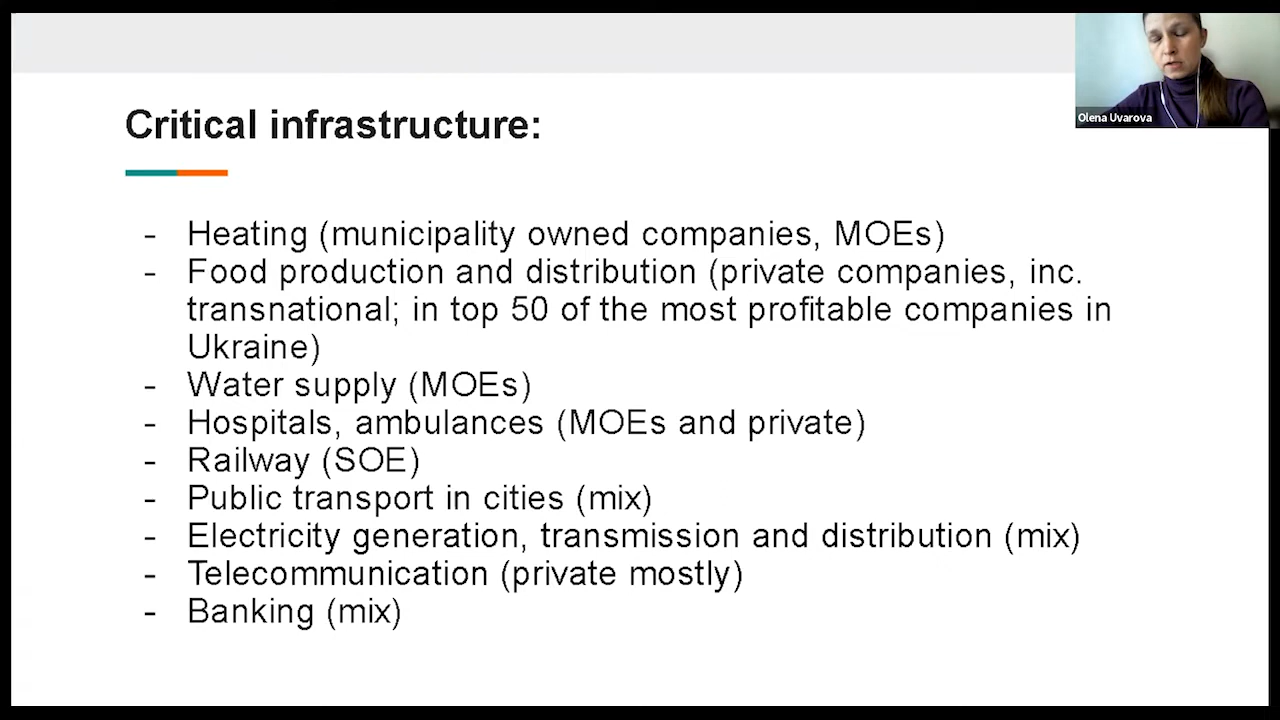 Olena Uvarova
Critical infrastructure:
- Heating (municipality owned companies, MOEs)
- Food production and distribution (private companies, inc.
transnational; in top 50 of the most profitable companies in
Ukraine)
- Water supply (MOEs)
- Hospitals, ambulances (MOEs and private)
- Railway (SOE)
- Public transport in cities (mix)
- Electricity generation, transmission and distribution (mix)
- Telecommunication (private mostly)
- Banking (mix)